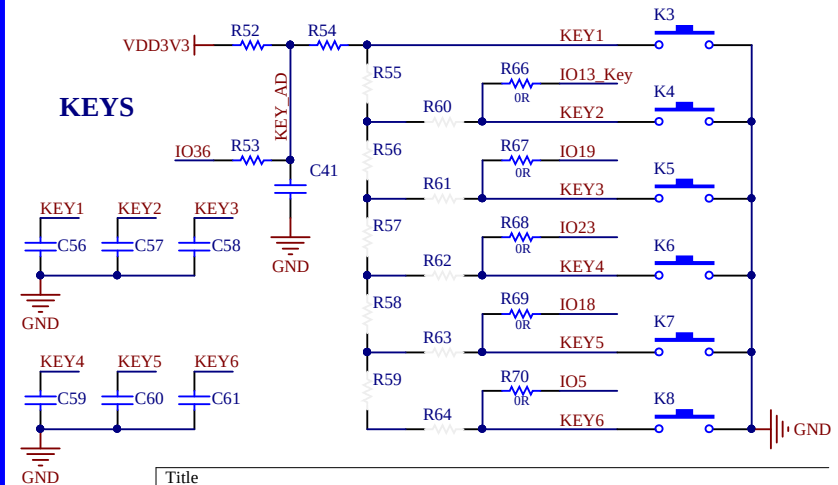 R52
R54
K3
VDD3V3
KEY1
R55
R66
IO13_Key
0R
K4
KEYS
KEY_AD
R60
KEY2
R56
R67
IO19
0R
IO36
R53
K5
C41
R61
KEY3
KEY1
KEY2
KEY3
R57
R68
IO23
0R
K6
C56
C57
C58
GND
R62
KEY4
R58
R69
IO18
0R
K7
GND
R63
KEY5
KEY4
KEY5
KEY6
R59
R70
IO5
0R
K8
C59
C60
C61
R64
KEY6
GND
GND
Title